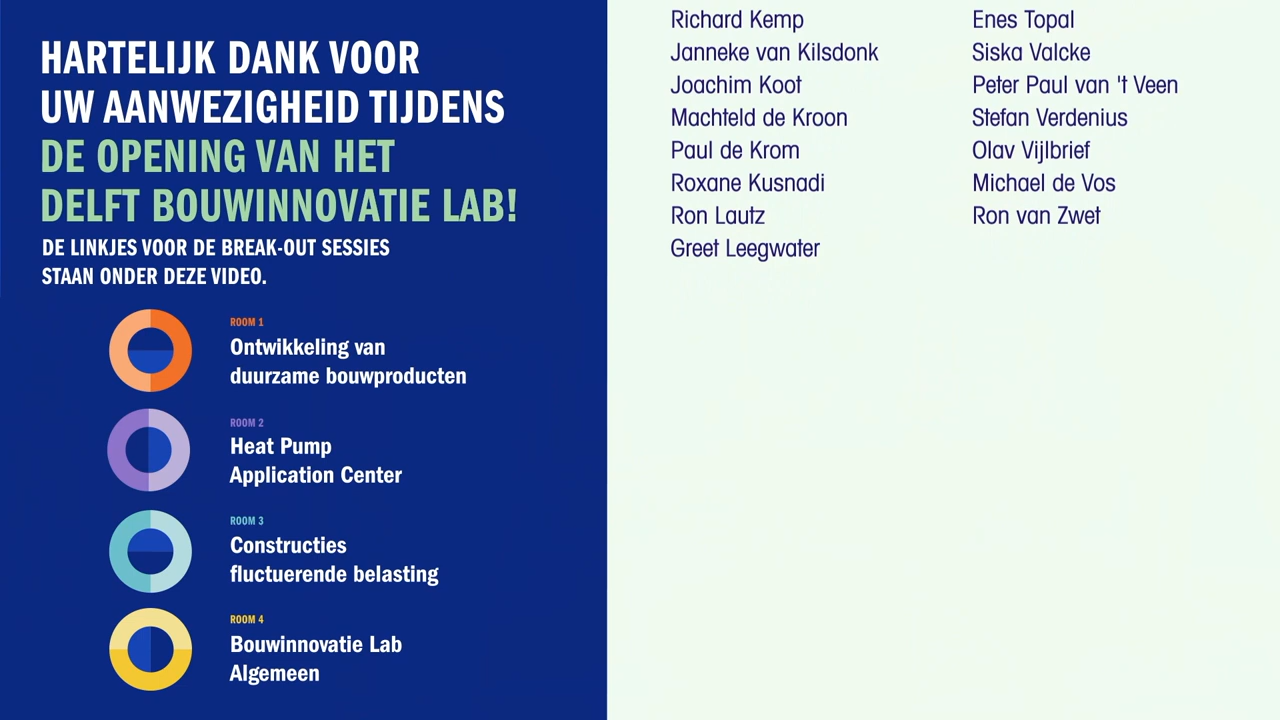 HARTELIJK DANK VOOR
UW AANWEZIGHEID TIJDENS
DE OPENING VAN HET
DELFT BOUWINNOVATIE LAB!
DE LINKJES VOOR DE BREAK-OUT SESSIES
STAAN ONDER DEZE VIDEO.
ROOM 1
Ontwikkeling van
duurzame bouwproducten
ROOM 2
Heat Pump
Application Center
ROOM 3
Constructies
fluctuerende belasting
ROOM 4
Bouwinnovatie Lab
Algemeen
Richard Kemp
Janneke van Kilsdonk
Joachim Koot
Machteld de Kroon
Paul de Krom
Roxane Kusnadi
Ron Lautz
Greet Leegwater
Enes Topal
Siska Valcke
Peter Paul van 't Veen
Stefan Verdenius
Olav Vijlbrief
Michael de Vos
Ron van Zwet